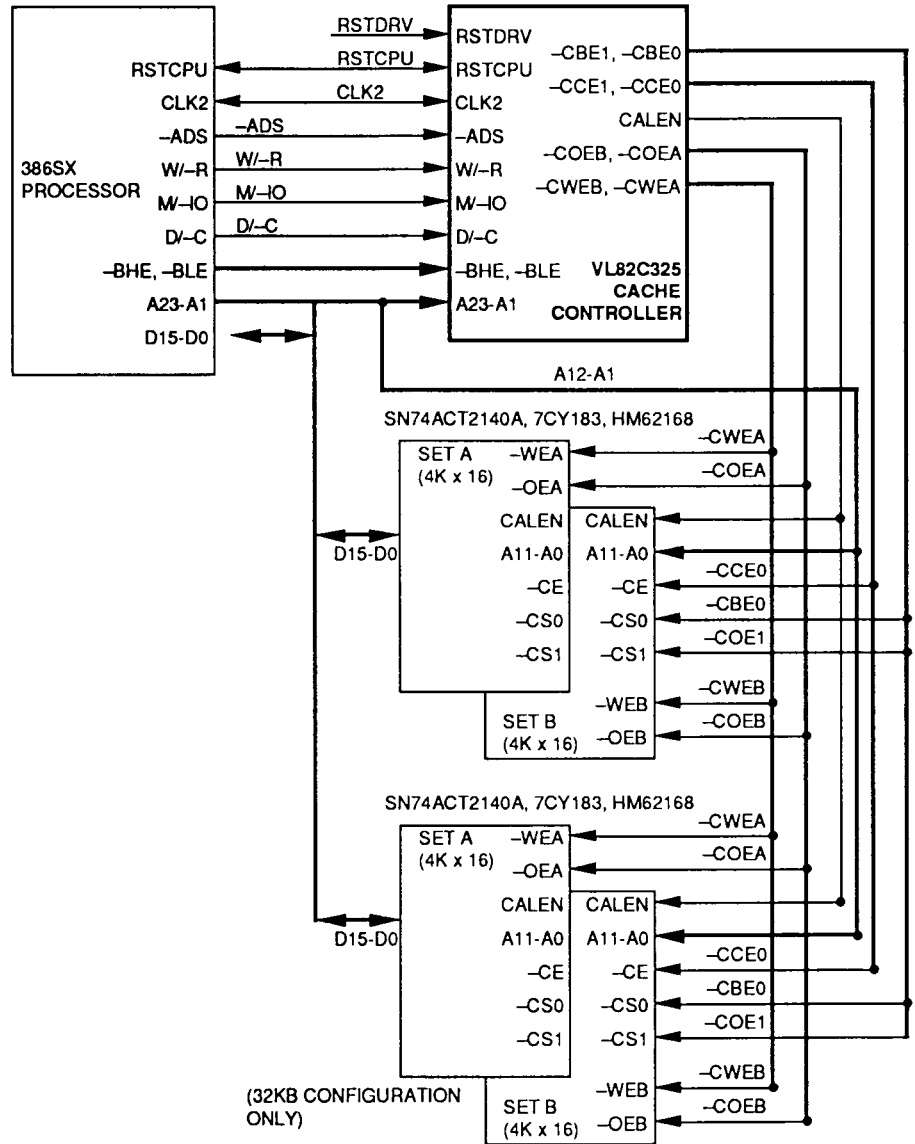 RSTDRV
RSTDRV
–CBE1, –CBE0
RSTCPU
RSTCPU
RSTCPU
–CCE1, –CCE0
CLK2
CLK2
CLK2
CALEN
–ADS
–ADS
–ADS
386SX
PROCESSOR
W/–R
W/–R
W/–R
–COEB, –COEA
M/–IO
M/–IO
M/–IO
–CWEB, –CWEA
D/–C
D/–C
D/–C
–BHE, –BLE
–BHE, –BLE
VL82C325
CACHE
CONTROLLER
A23-A1
A23-A1
D15-D0
A12-A1
SN74ACT2140A, 7CY183, HM62168
SET A
(4K x 16)
–WEA
–CWEA
–OEA
–COEA
CALEN
CALEN
D15-D0
A11-A0
A11-A0
–CE
–CE
–CCE0
–CS0
–CS0
–CBE0
–CS1
–CS1
–COE1
–WEB
–CWEB
SET B
(4K x 16)
–OEB
–COEB
SN74ACT2140A, 7CY183, HM62168
SET A
(4K x 16)
–WEA
–CWEA
–OEA
–COEA
CALEN
CALEN
D15-D0
A11-A0
A11-A0
–CE
–CE
–CCE0
–CS0
–CS0
–CBE0
–CS1
–CS1
–COE1
(32KB CONFIGURATION
ONLY)
–WEB
–CWEB
SET B
(4K x 16)
–OEB
–COEB